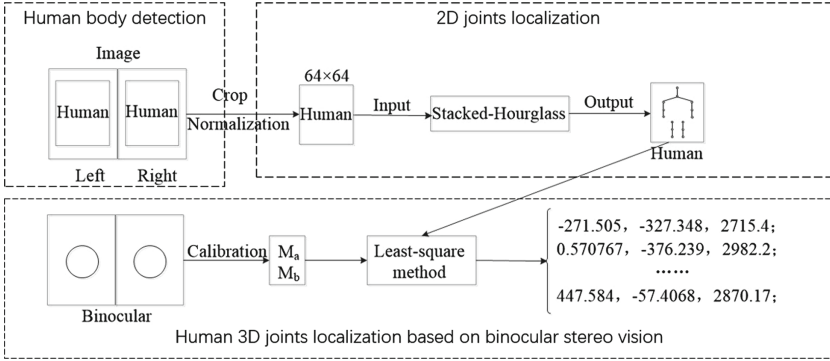 Human body detection
2D joints localization
Image
64×64
Human
Human
Crop
Normalization
Human
Input
Stacked-Hourglass
Output
Human
Left
Right
Calibration
Ma
Mb
Least-square
method
-271.505, -327.348, 2715.4;
0.570767, -376.239, 2982.2;
······
447.584, -57.4068, 2870.17;
Binocular
Human 3D joints localization based on binocular stereo vision